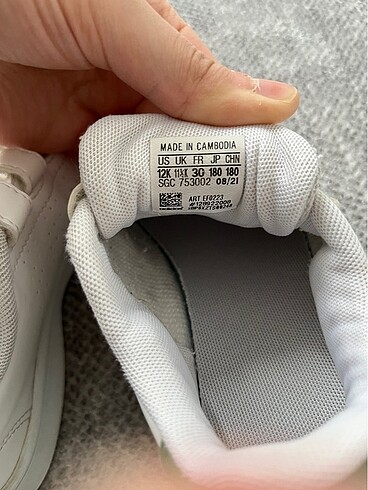 MADE IN CAMBODIA
US UK FR JP CHN
12K 11½K 30 180 180
SGC 753002 08/21
ART EF0223